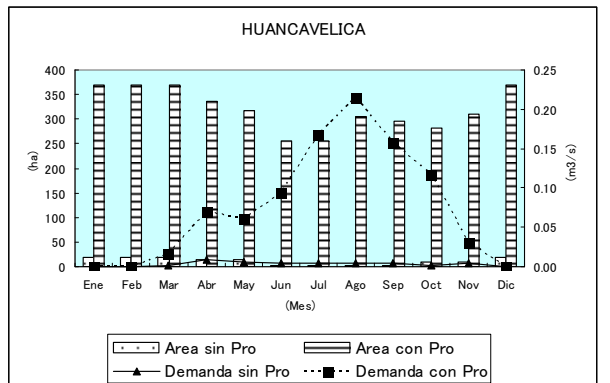 HUANCAVELICA
400 0.25
350
300 0.20
250 0.15
200
150 0.10
100 0.05
50
0 0.00
(ha) (m3/s)
Ene Feb Mar Abr May Jun Jul Ago Sep Oct Nov Dic
(Mes)
Area sin Pro Area con Pro
Demanda sin Pro Demanda con Pro